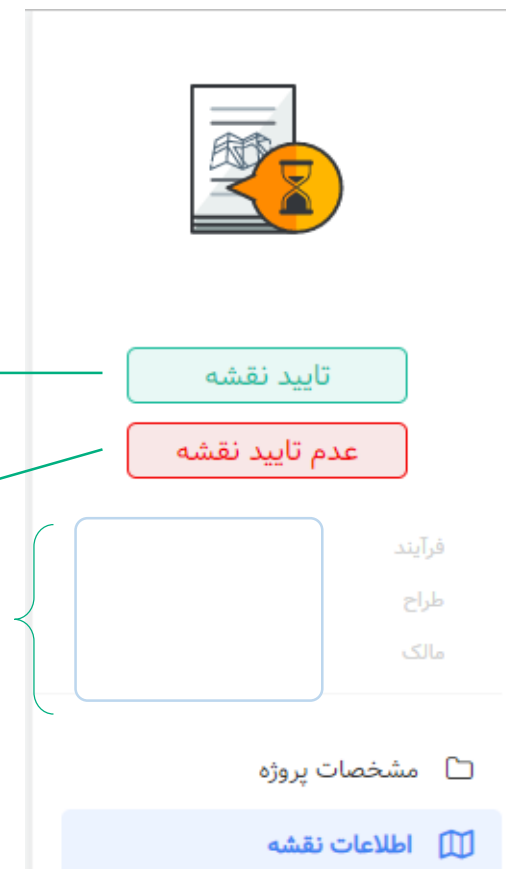 تایید نقشه
عدم تایید نقشه
فرآیند
طراح
مالک
مشخصات پروژه
اطلاعات نقشه